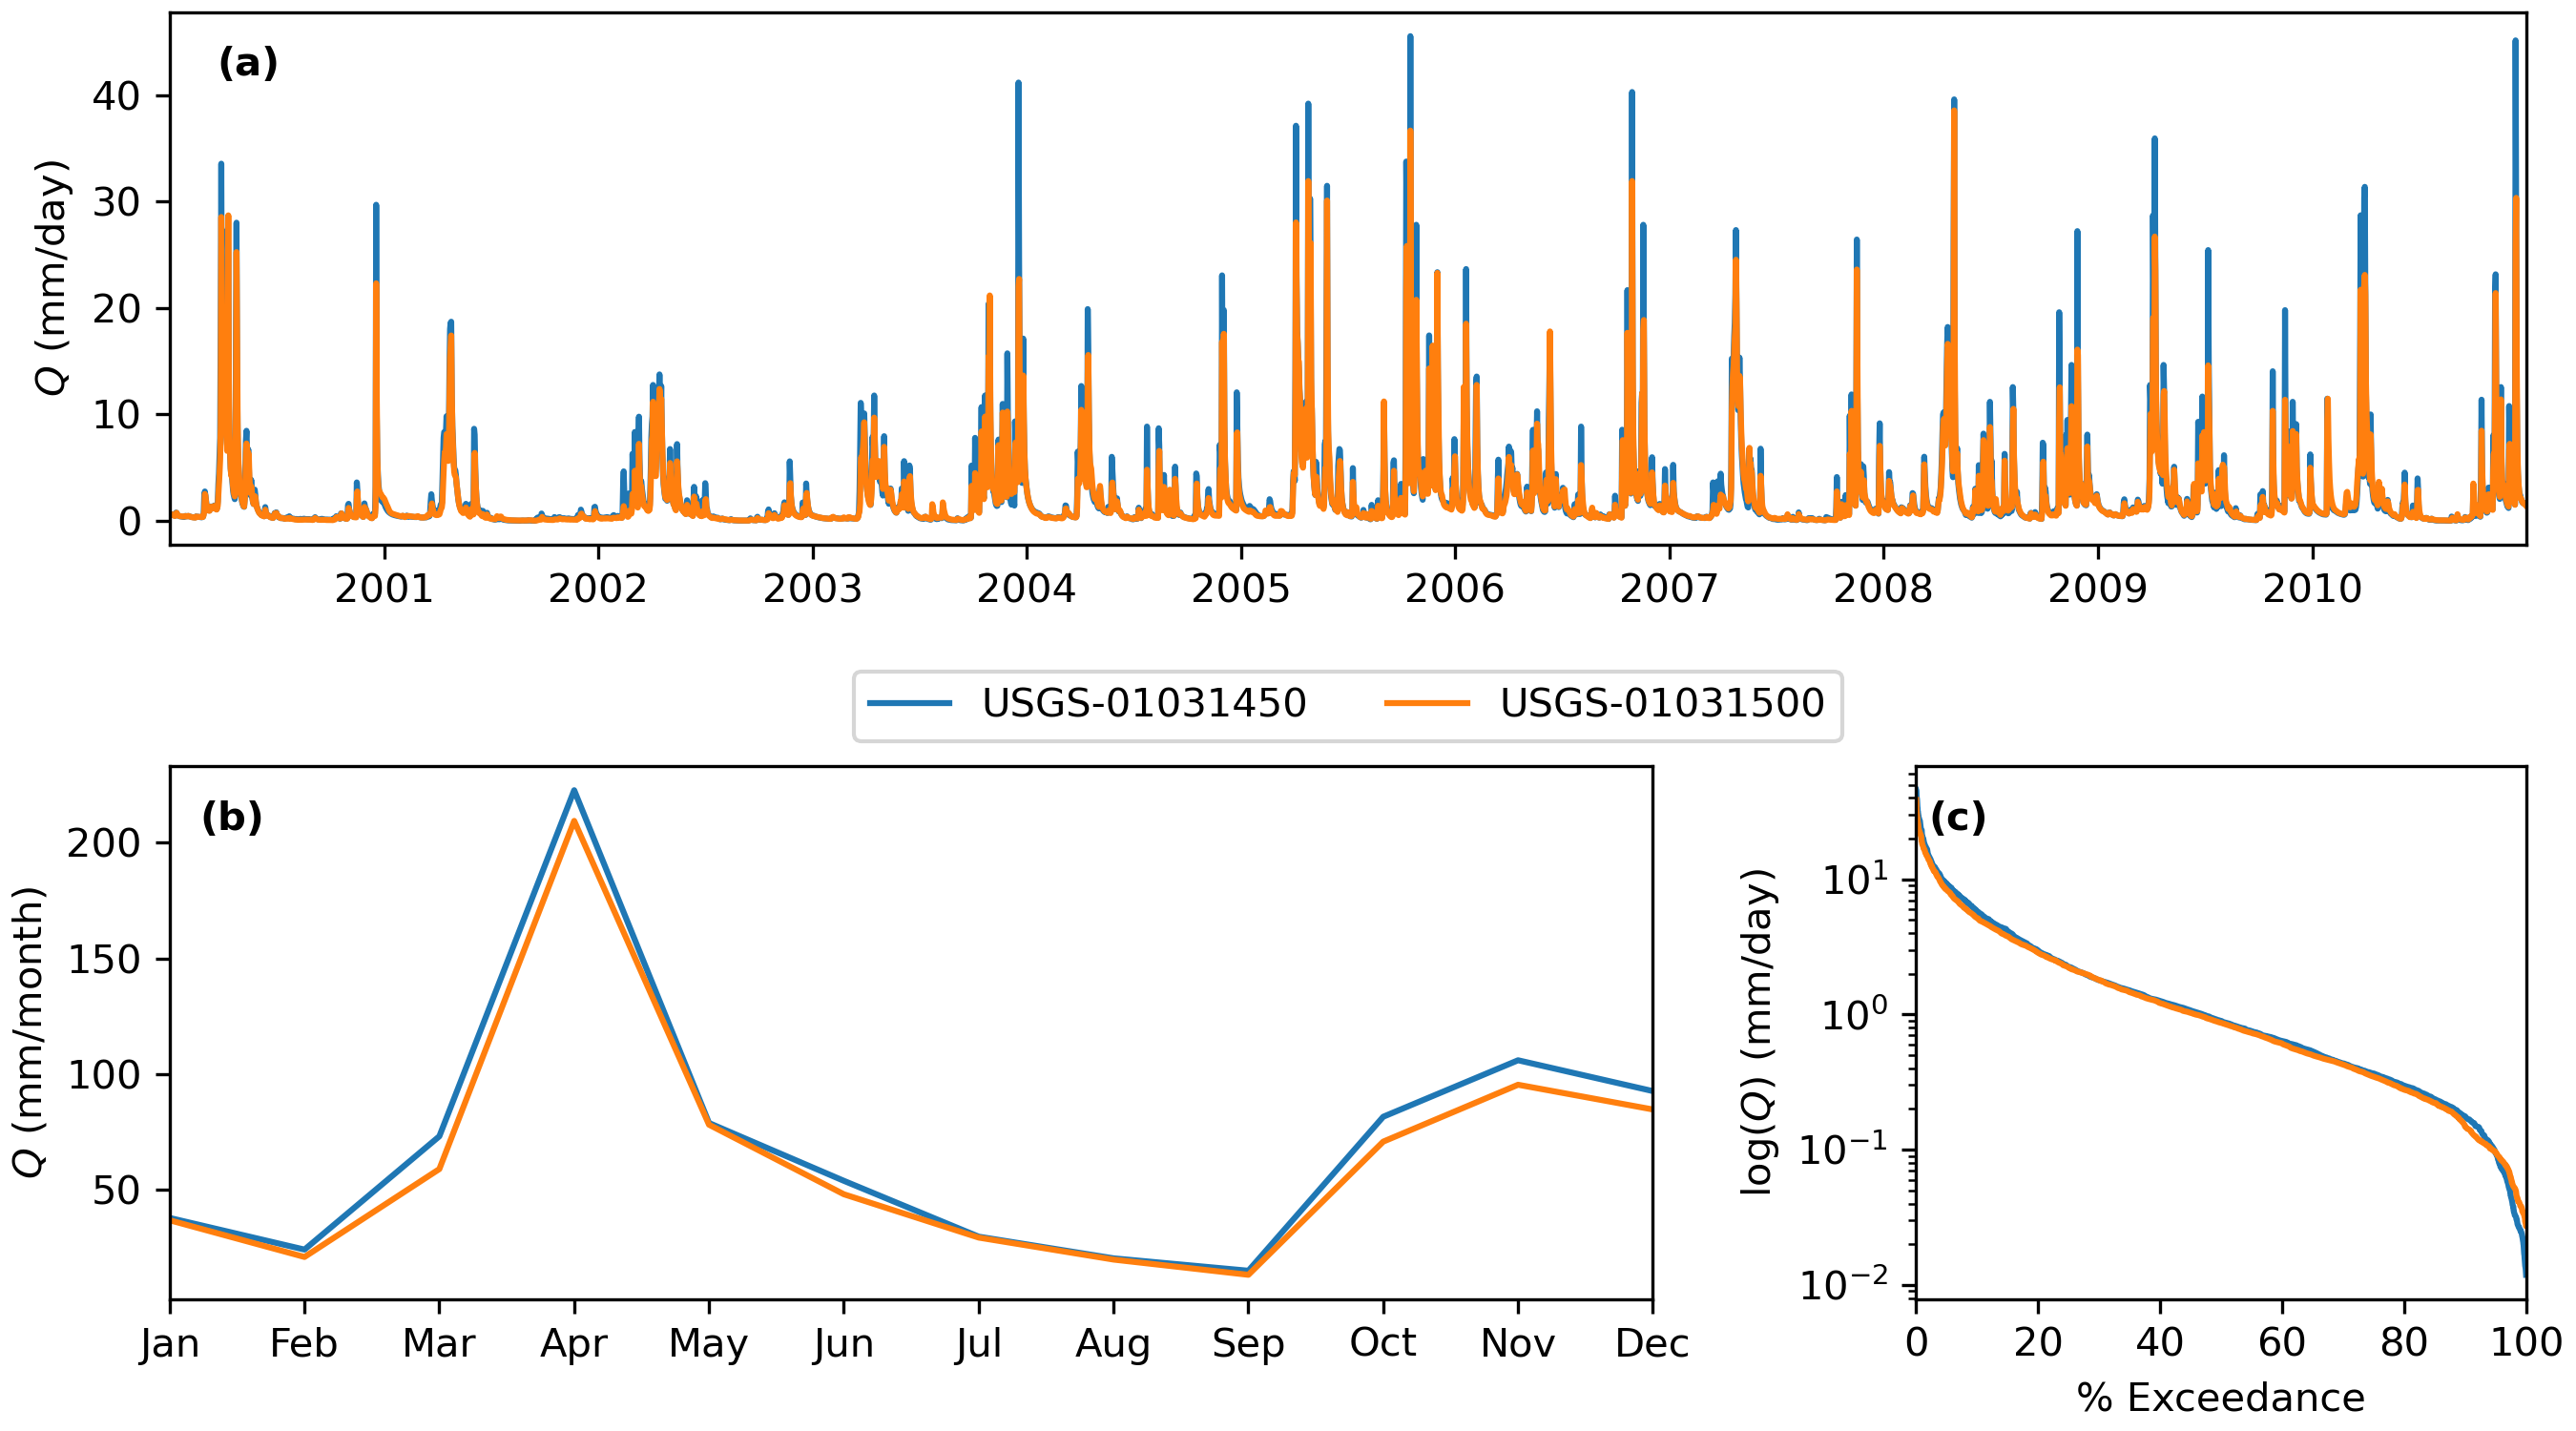 (a)
Q (mm/day)
40
30
20
10
0
2001 2002 2003 2004 2005 2006 2007 2008 2009 2010
USGS-01031450 USGS-01031500
(b)
Q (mm/month)
200
150
100
50
Jan Feb Mar Apr May Jun Jul Aug Sep Oct Nov Dec
(c)
log(Q) (mm/day)
10¹
10⁰
10⁻¹
10⁻²
0 20 40 60 80 100
% Exceedance